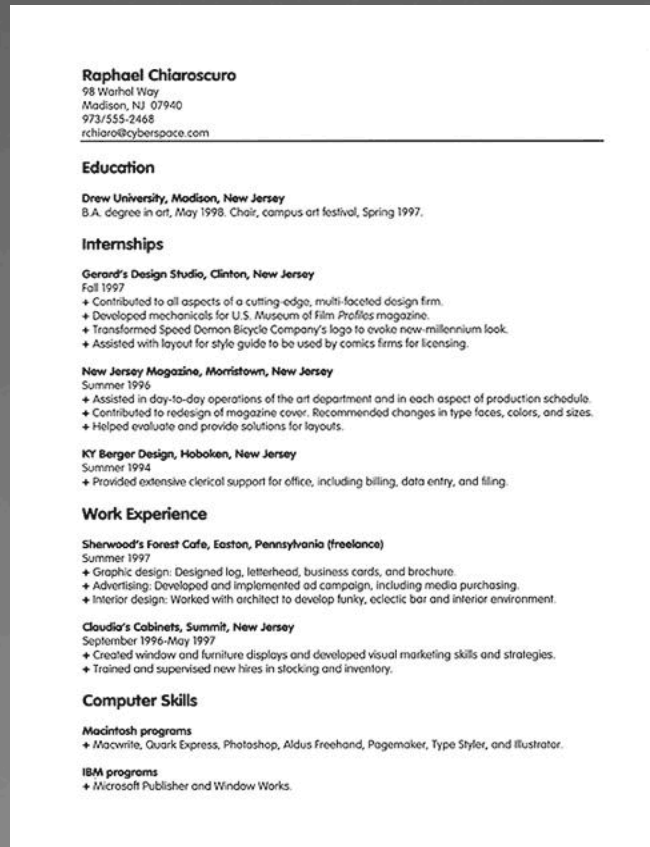 Raphael Chiaroscuro
98 Warhol Way
Madison, NJ 07940
973/555-2468
rchiaro@cyberspace.com
Education
Drew University, Madison, New Jersey
B.A. degree in art, May 1998. Chair, campus art festival, Spring 1997.
Internships
Gerard's Design Studio, Clinton, New Jersey
Fall 1997
+ Contributed to all aspects of a cutting-edge, multi-faceted design firm.
+ Developed mechanicals for U.S. Museum of Film Profiles magazine.
+ Transformed Speed Demon Bicycle Company's logo to evoke new-millennium look.
+ Assisted with layout for style guide to be used by comics firms for licensing.
New Jersey Magazine, Morristown, New Jersey
Summer 1996
+ Assisted in day-to-day operations of the art department and in each aspect of production schedule.
+ Contributed to redesign of magazine cover. Recommended changes in type faces, colors, and sizes.
+ Helped evaluate and provide solutions for layouts.
KY Berger Design, Hoboken, New Jersey
Summer 1994
+ Provided extensive clerical support for office, including billing, data entry, and filing.
Work Experience
Sherwood's Forest Cafe, Easton, Pennsylvania (freelance)
Summer 1997
+ Graphic design: Designed log, letterhead, business cards, and brochure.
+ Advertising: Developed and implemented ad campaign, including media purchasing.
+ Interior design: Worked with architect to develop funky, eclectic bar and interior environment.
Claudia's Cabinets, Summit, New Jersey
September 1996-May 1997
+ Created window and furniture displays and developed visual marketing skills and strategies.
+ Trained and supervised new hires in stocking and inventory.
Computer Skills
Macintosh programs
+ Macwrite, Quark Express, Photoshop, Aldus Freehand, Pagemaker, Type Styler, and Illustrator.
IBM programs
+ Microsoft Publisher and Window Works.